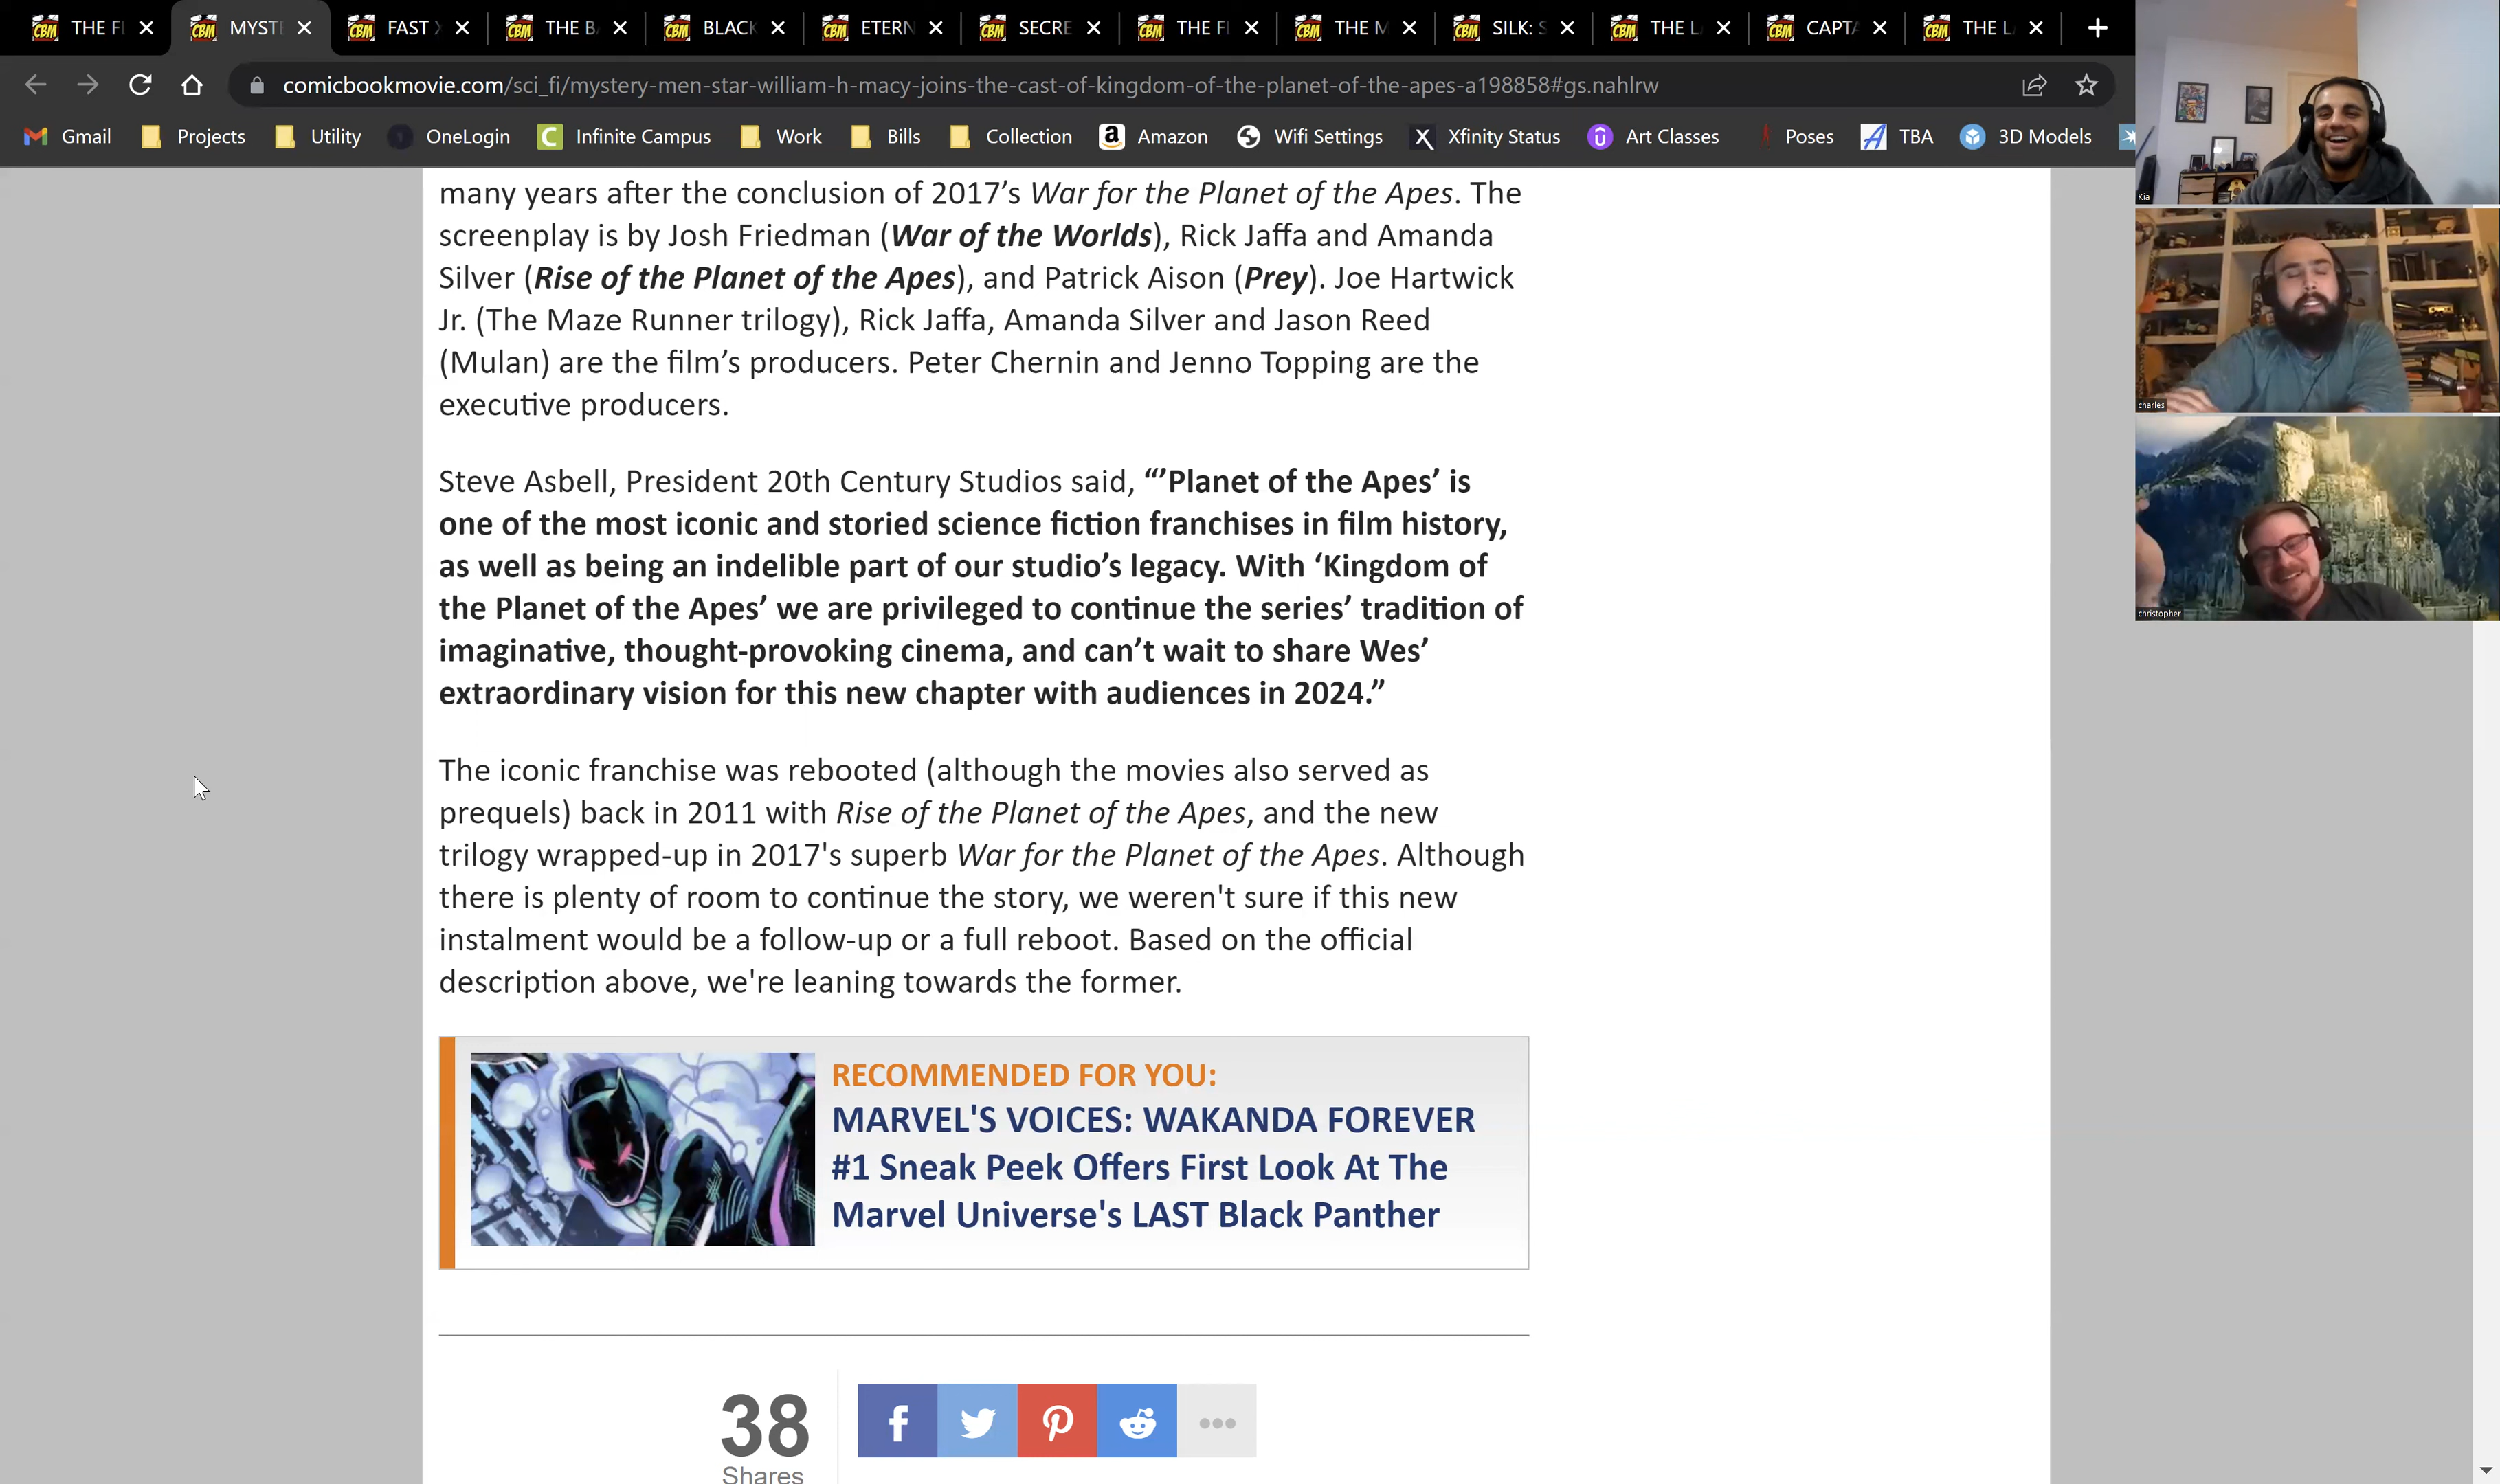 THE FI
MYSTE
FAST X
THE BA
BLACK
ETERN
SECRE
THE FI
THE M
SILK: S
THE LA
CAPTA
THE LA
comicbookmovie.com/sci_fi/mystery-men-star-william-h-macy-joins-the-cast-of-kingdom-of-the-planet-of-the-apes-a198858#gs.nahlrw
Gmail Projects Utility OneLogin Infinite Campus Work Bills Collection Amazon Wifi Settings Xfinity Status Art Classes Poses TBA 3D Models
Kia
charles
christopher
many years after the conclusion of 2017’s War for the Planet of the Apes. The
screenplay is by Josh Friedman (War of the Worlds), Rick Jaffa and Amanda
Silver (Rise of the Planet of the Apes), and Patrick Aison (Prey). Joe Hartwick
Jr. (The Maze Runner trilogy), Rick Jaffa, Amanda Silver and Jason Reed
(Mulan) are the film’s producers. Peter Chernin and Jenno Topping are the
executive producers.
Steve Asbell, President 20th Century Studios said, “’Planet of the Apes’ is
one of the most iconic and storied science fiction franchises in film history,
as well as being an indelible part of our studio’s legacy. With ‘Kingdom of
the Planet of the Apes’ we are privileged to continue the series’ tradition of
imaginative, thought-provoking cinema, and can’t wait to share Wes’
extraordinary vision for this new chapter with audiences in 2024.”
The iconic franchise was rebooted (although the movies also served as
prequels) back in 2011 with Rise of the Planet of the Apes, and the new
trilogy wrapped-up in 2017's superb War for the Planet of the Apes. Although
there is plenty of room to continue the story, we weren't sure if this new
instalment would be a follow-up or a full reboot. Based on the official
description above, we're leaning towards the former.
RECOMMENDED FOR YOU:
MARVEL'S VOICES: WAKANDA FOREVER
#1 Sneak Peek Offers First Look At The
Marvel Universe's LAST Black Panther
38
Shares